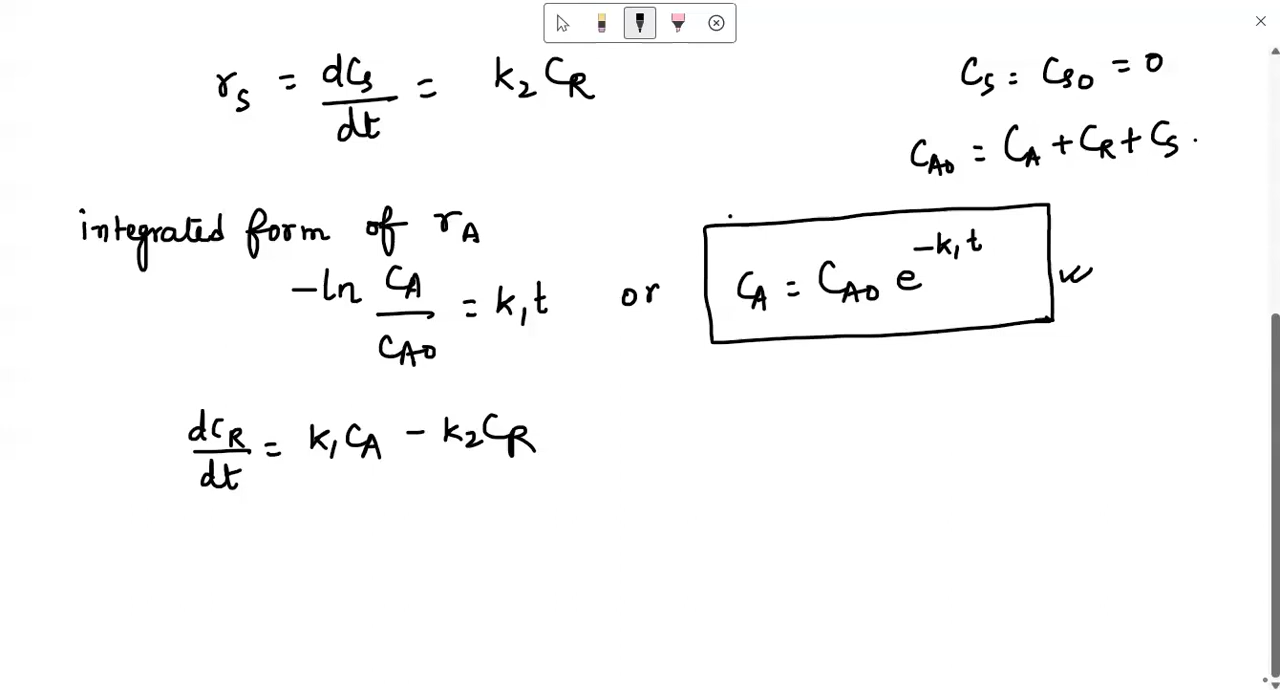 r_S = dC_S/dt = k_2 C_R
C_S = C_S0 = 0
C_A0 = C_A + C_R + C_S .
integrated form of r_A
-ln C_A/C_A0 = k_1 t or C_A = C_A0 e^{-k_1 t}
dC_R/dt = k_1 C_A - k_2 C_R